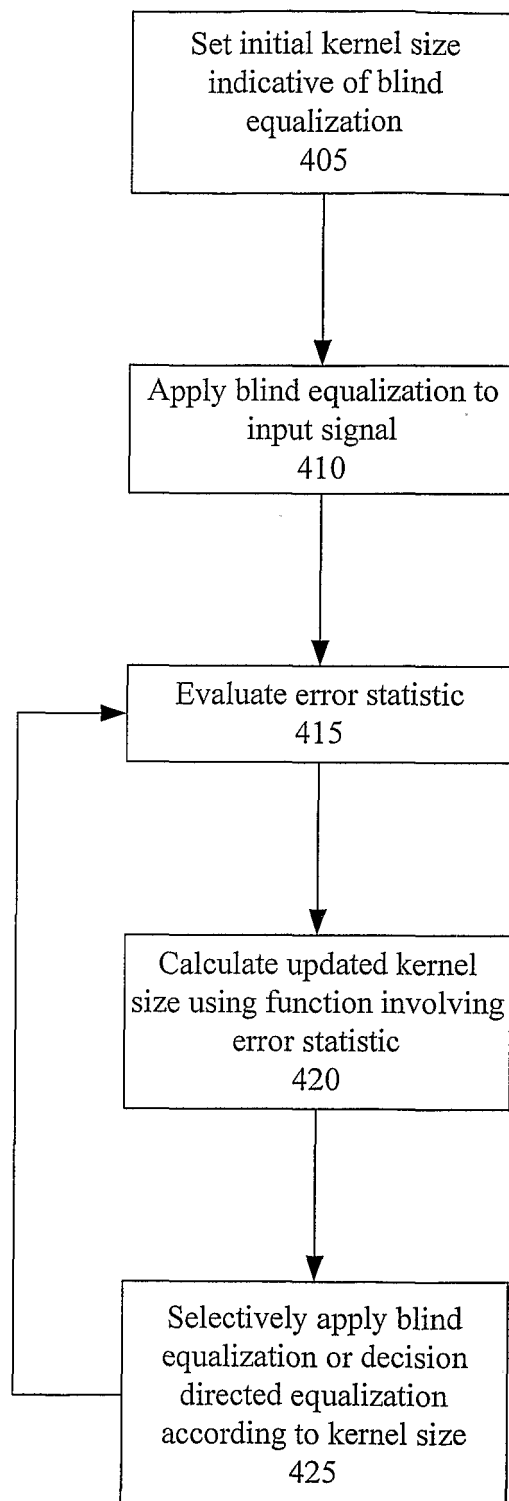 Set initial kernel size
indicative of blind
equalization
405
Apply blind equalization to
input signal
410
Evaluate error statistic
415
Calculate updated kernel
size using function involving
error statistic
420
Selectively apply blind
equalization or decision
directed equalization
according to kernel size
425